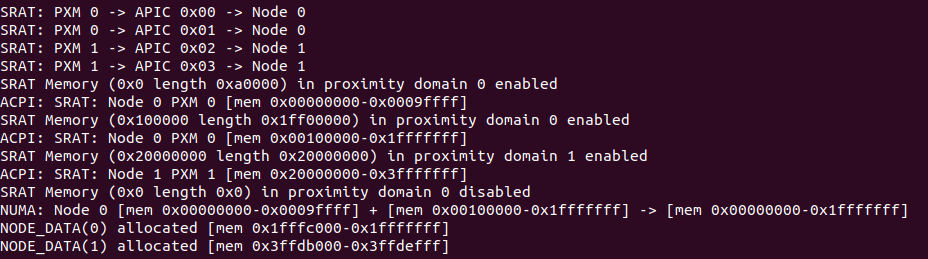 SRAT: PXM 0 -> APIC 0x00 -> Node 0
SRAT: PXM 0 -> APIC 0x01 -> Node 0
SRAT: PXM 1 -> APIC 0x02 -> Node 1
SRAT: PXM 1 -> APIC 0x03 -> Node 1
SRAT Memory (0x0 length 0xa0000) in proximity domain 0 enabled
ACPI: SRAT: Node 0 PXM 0 [mem 0x00000000-0x0009ffff]
SRAT Memory (0x100000 length 0x1ff00000) in proximity domain 0 enabled
ACPI: SRAT: Node 0 PXM 0 [mem 0x00100000-0x1fffffff]
SRAT Memory (0x20000000 length 0x20000000) in proximity domain 1 enabled
ACPI: SRAT: Node 1 PXM 1 [mem 0x20000000-0x3fffffff]
SRAT Memory (0x0 length 0x0) in proximity domain 0 disabled
NUMA: Node 0 [mem 0x00000000-0x0009ffff] + [mem 0x00100000-0x1fffffff] -> [mem 0x00000000-0x1fffffff]
NODE_DATA(0) allocated [mem 0x1fffc000-0x1fffffff]
NODE_DATA(1) allocated [mem 0x3ffdb000-0x3ffdefff]